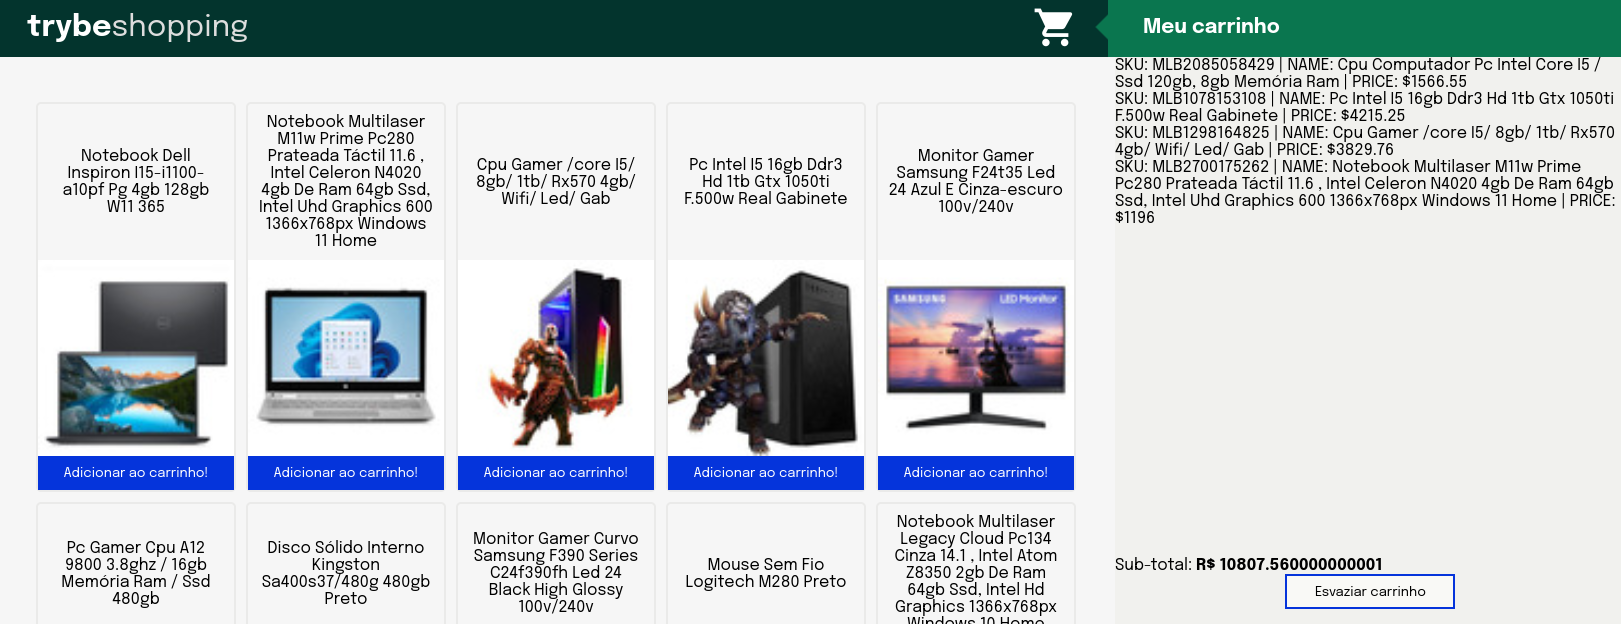 trybeshopping
Meu carrinho
Notebook Dell
Inspiron I15-i1100-
a10pf Pg 4gb 128gb
W11 365
Adicionar ao carrinho!
Notebook Multilaser
M11w Prime Pc280
Prateada Táctil 11.6 ,
Intel Celeron N4020
4gb De Ram 64gb Ssd,
Intel Uhd Graphics 600
1366x768px Windows
11 Home
Adicionar ao carrinho!
Cpu Gamer /core I5/
8gb/ 1tb/ Rx570 4gb/
Wifi/ Led/ Gab
Adicionar ao carrinho!
Pc Intel I5 16gb Ddr3
Hd 1tb Gtx 1050ti
F.500w Real Gabinete
Adicionar ao carrinho!
Monitor Gamer
Samsung F24t35 Led
24 Azul E Cinza-escuro
100v/240v
SAMSUNG
LED Monitor
Adicionar ao carrinho!
Pc Gamer Cpu A12
9800 3.8ghz / 16gb
Memória Ram / Ssd
480gb
Disco Sólido Interno
Kingston
Sa400s37/480g 480gb
Preto
Monitor Gamer Curvo
Samsung F390 Series
C24f390fh Led 24
Black High Glossy
100v/240v
Mouse Sem Fio
Logitech M280 Preto
Notebook Multilaser
Legacy Cloud Pc134
Cinza 14.1 , Intel Atom
Z8350 2gb De Ram
64gb Ssd, Intel Hd
Graphics 1366x768px
Windows 10 Home
SKU: MLB2085058429 | NAME: Cpu Computador Pc Intel Core I5 /
Ssd 120gb, 8gb Memória Ram | PRICE: $1566.55
SKU: MLB1078153108 | NAME: Pc Intel I5 16gb Ddr3 Hd 1tb Gtx 1050ti
F.500w Real Gabinete | PRICE: $4215.25
SKU: MLB1298164825 | NAME: Cpu Gamer /core I5/ 8gb/ 1tb/ Rx570
4gb/ Wifi/ Led/ Gab | PRICE: $3829.76
SKU: MLB2700175262 | NAME: Notebook Multilaser M11w Prime
Pc280 Prateada Táctil 11.6 , Intel Celeron N4020 4gb De Ram 64gb
Ssd, Intel Uhd Graphics 600 1366x768px Windows 11 Home | PRICE:
$1196
Sub-total: R$ 10807.560000000001
Esvaziar carrinho